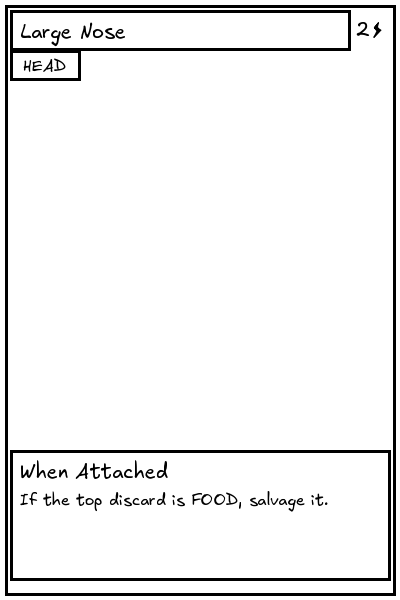 Large Nose
2⚡
HEAD
When Attached
If the top discard is FOOD, salvage it.